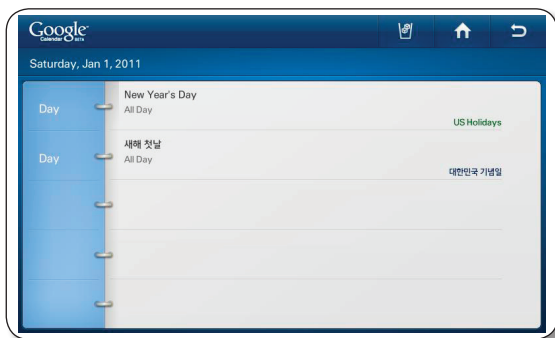 Google
Calendar BETA
Saturday, Jan 1, 2011
Day
New Year's Day
All Day
US Holidays
Day
새해 첫날
All Day
대한민국 기념일